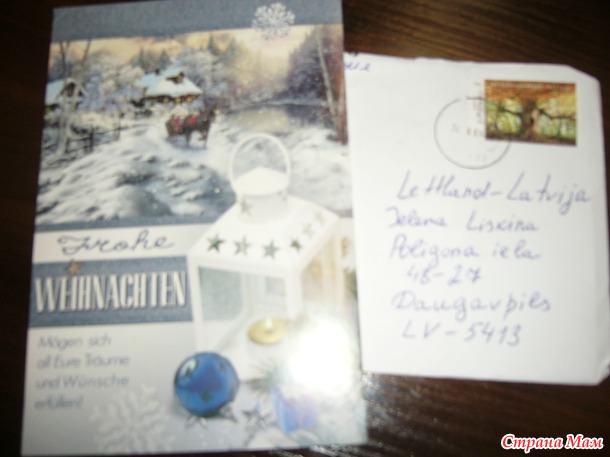 Frohe
WEIHNACHTEN
Mögen sich
all Eure Träume
und Wünsche
erfüllen!
Lettland-Latvija
Jelena Liskina
Poligona iela
48-27
Daugavpils
LV-5413
Страна Мам